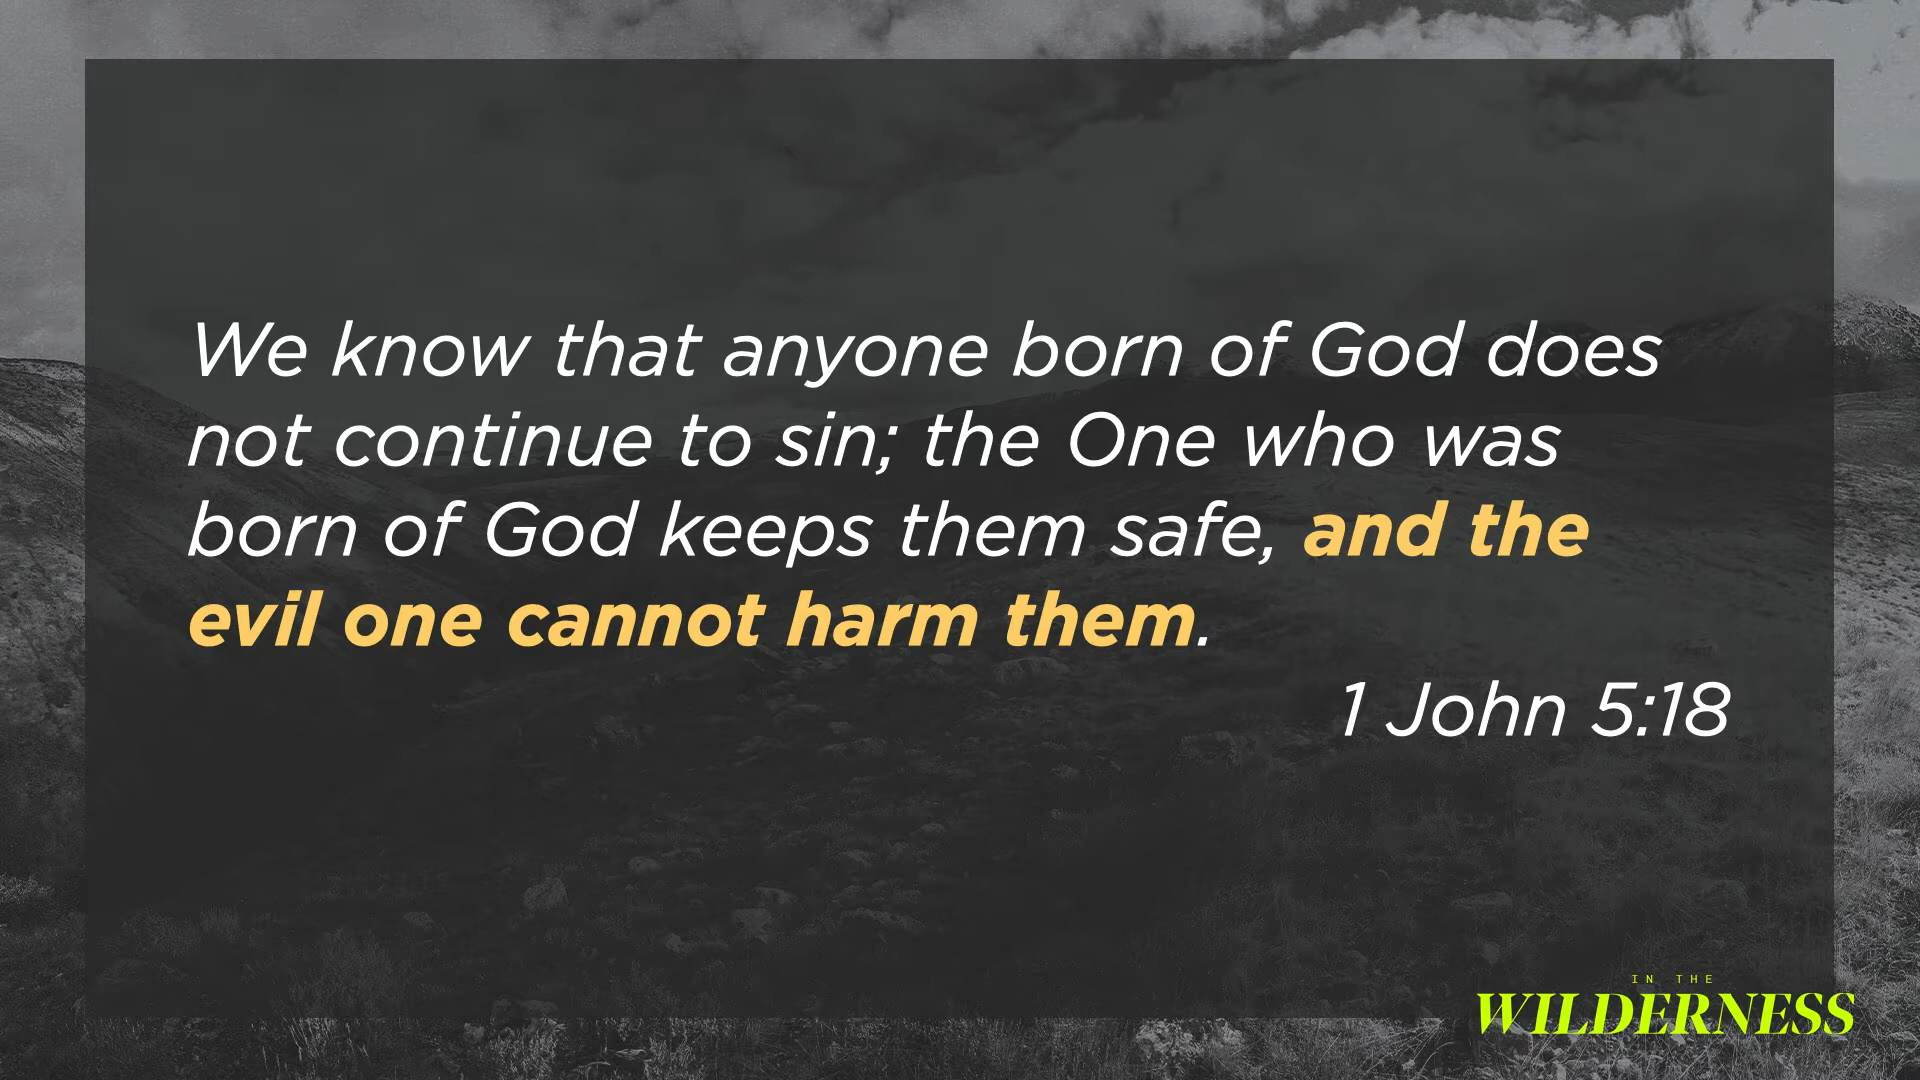 We know that anyone born of God does
not continue to sin; the One who was
born of God keeps them safe, and the
evil one cannot harm them.
1 John 5:18
IN THE
WILDERNESS